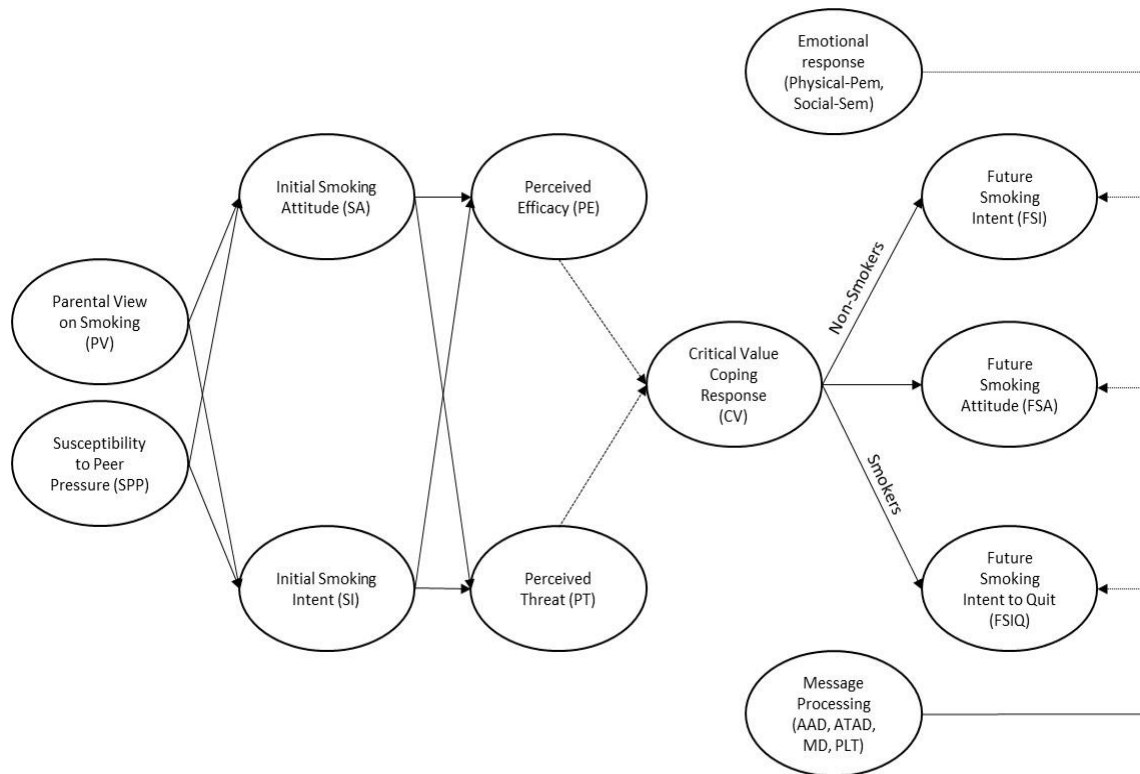 Emotional
response
(Physical-Pem,
Social-Sem)
Initial Smoking
Attitude (SA)
Perceived
Efficacy (PE)
Future
Smoking
Intent (FSI)
Parental View
on Smoking
(PV)
Non-Smokers
Critical Value
Coping
Response
(CV)
Future
Smoking
Attitude (FSA)
Susceptibility
to Peer
Pressure (SPP)
Smokers
Initial Smoking
Intent (SI)
Perceived
Threat (PT)
Future
Smoking
Intent to Quit
(FSIQ)
Message
Processing
(AAD, ATAD,
MD, PLT)